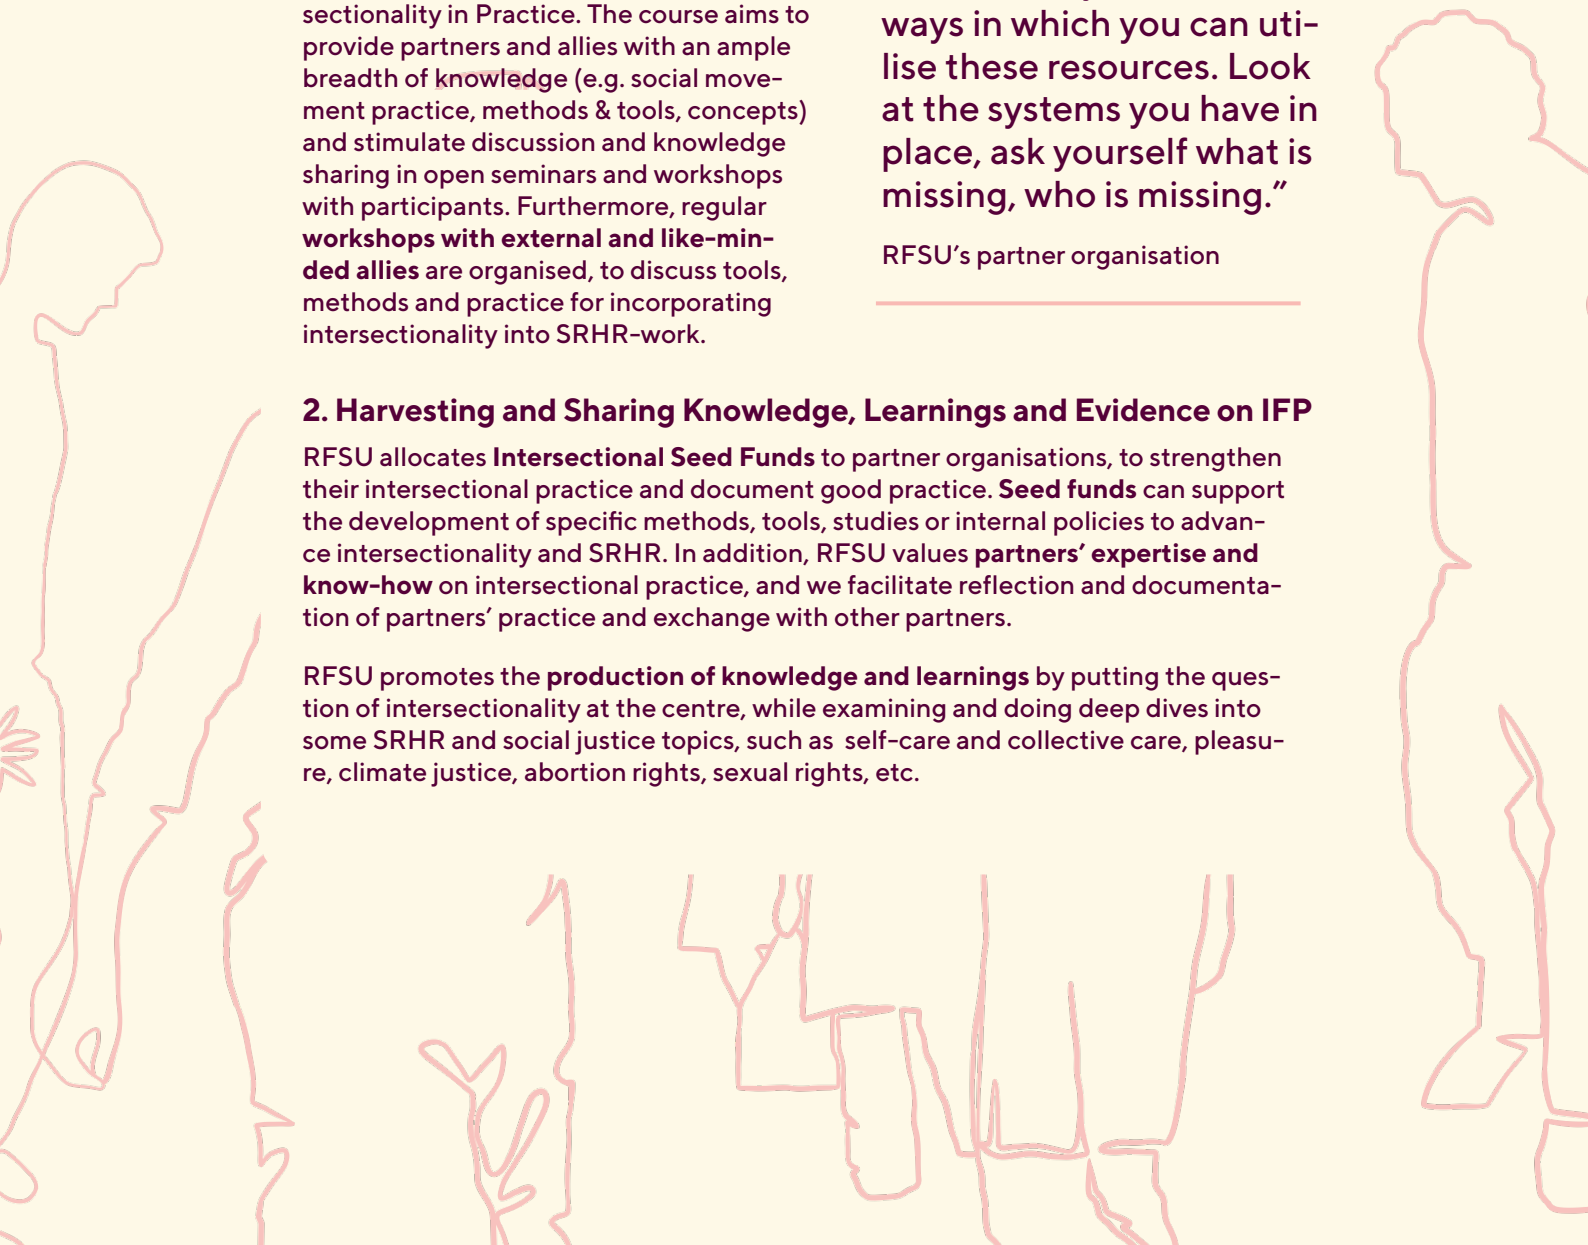 sectionality in Practice. The course aims to
provide partners and allies with an ample
breadth of knowledge (e.g. social move-
ment practice, methods & tools, concepts)
and stimulate discussion and knowledge
sharing in open seminars and workshops
with participants. Furthermore, regular
workshops with external and like-min-
ded allies are organised, to discuss tools,
methods and practice for incorporating
intersectionality into SRHR-work.
ways in which you can uti-
lise these resources. Look
at the systems you have in
place, ask yourself what is
missing, who is missing.”
RFSU’s partner organisation
2. Harvesting and Sharing Knowledge, Learnings and Evidence on IFP
RFSU allocates Intersectional Seed Funds to partner organisations, to strengthen
their intersectional practice and document good practice. Seed funds can support
the development of specific methods, tools, studies or internal policies to advan-
ce intersectionality and SRHR. In addition, RFSU values partners’ expertise and
know-how on intersectional practice, and we facilitate reflection and documenta-
tion of partners’ practice and exchange with other partners.
RFSU promotes the production of knowledge and learnings by putting the ques-
tion of intersectionality at the centre, while examining and doing deep dives into
some SRHR and social justice topics, such as  self-care and collective care, pleasu-
re, climate justice, abortion rights, sexual rights, etc.